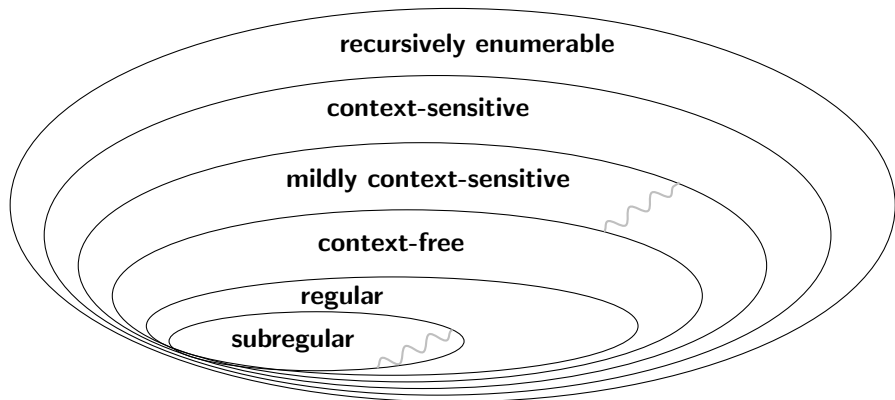 recursively enumerable
context-sensitive
mildly context-sensitive
context-free
regular
subregular